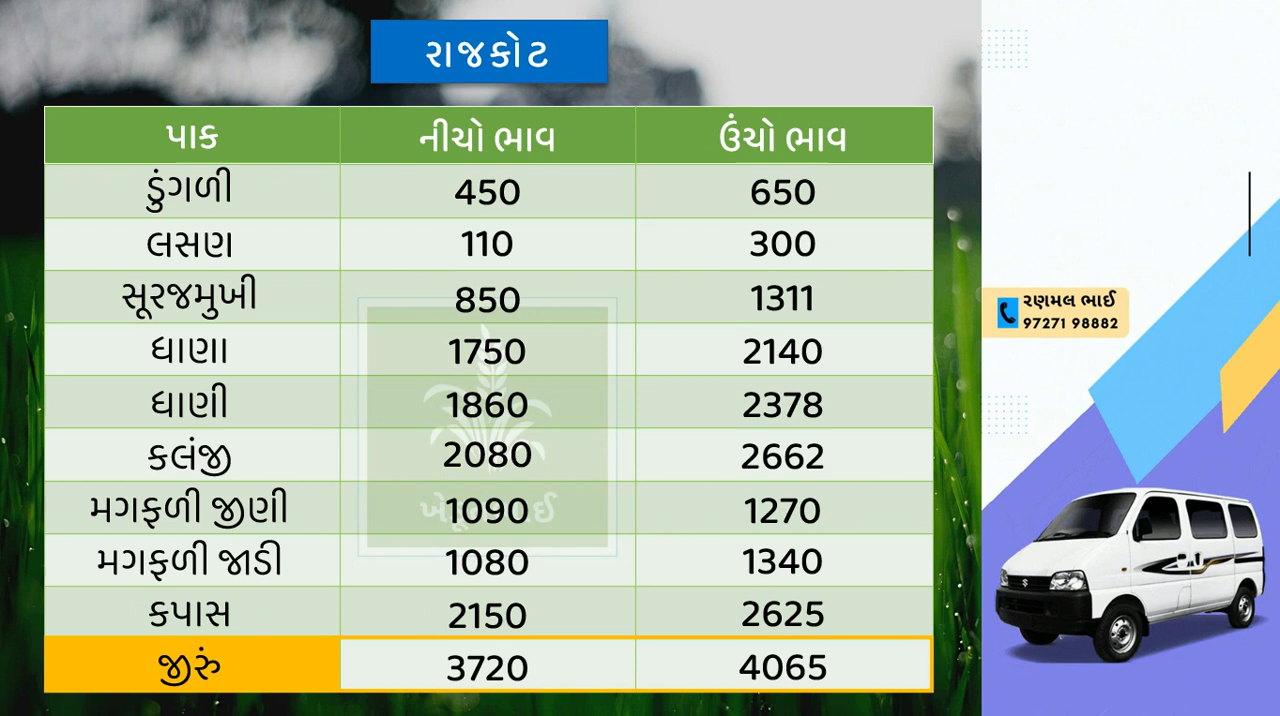 રાજકોટ
પાક નીચો ભાવ ઉંચો ભાવ
ડુંગળી 450 650
લસણ 110 300
સૂરજમુખી 850 1311
ધાણા 1750 2140
ધાણી 1860 2378
કલંજી 2080 2662
મગફળી જીણી 1090 1270
મગફળી જાડી 1080 1340
કપાસ 2150 2625
જીરું 3720 4065
રણમલ ભાઈ
97271 98882